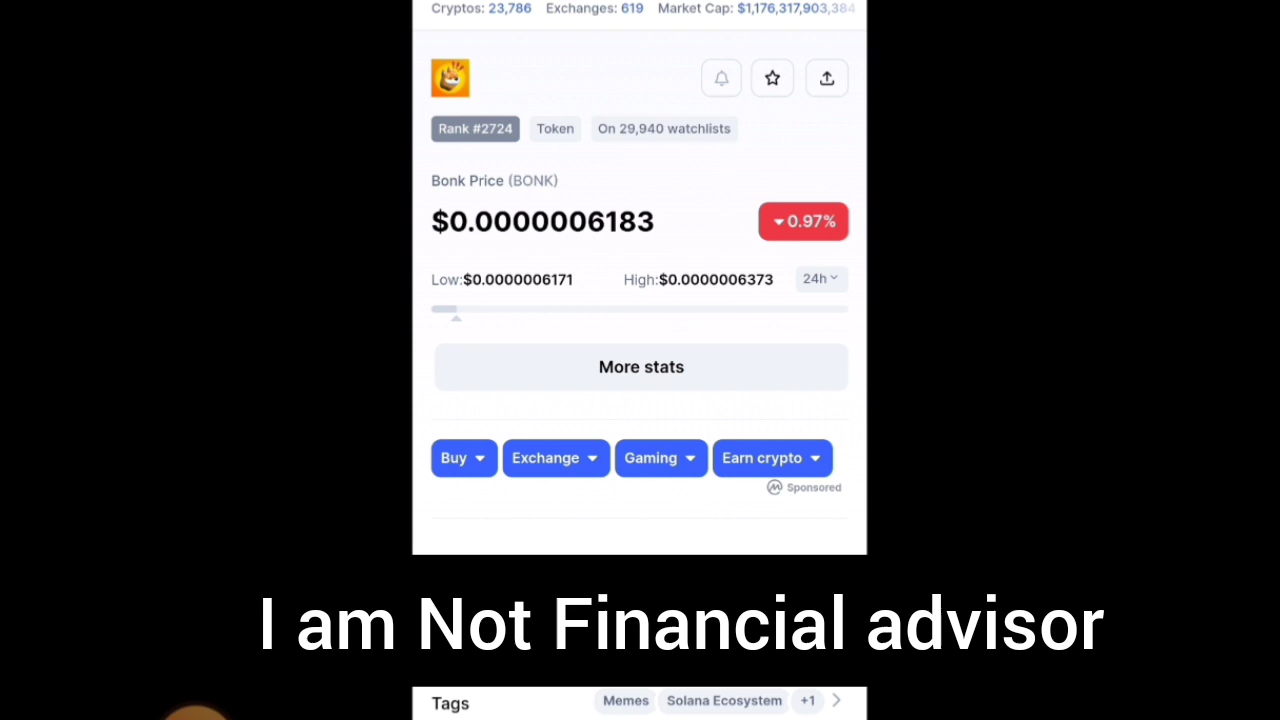 Cryptos: 23,786 Exchanges: 619 Market Cap: $1,176,317,903,384
Rank #2724 Token On 29,940 watchlists
Bonk Price (BONK)
$0.0000006183 0.97%
Low:$0.0000006171 High:$0.0000006373 24h
More stats
Buy Exchange Gaming Earn crypto
Sponsored
I am Not Financial advisor
Tags Memes Solana Ecosystem +1